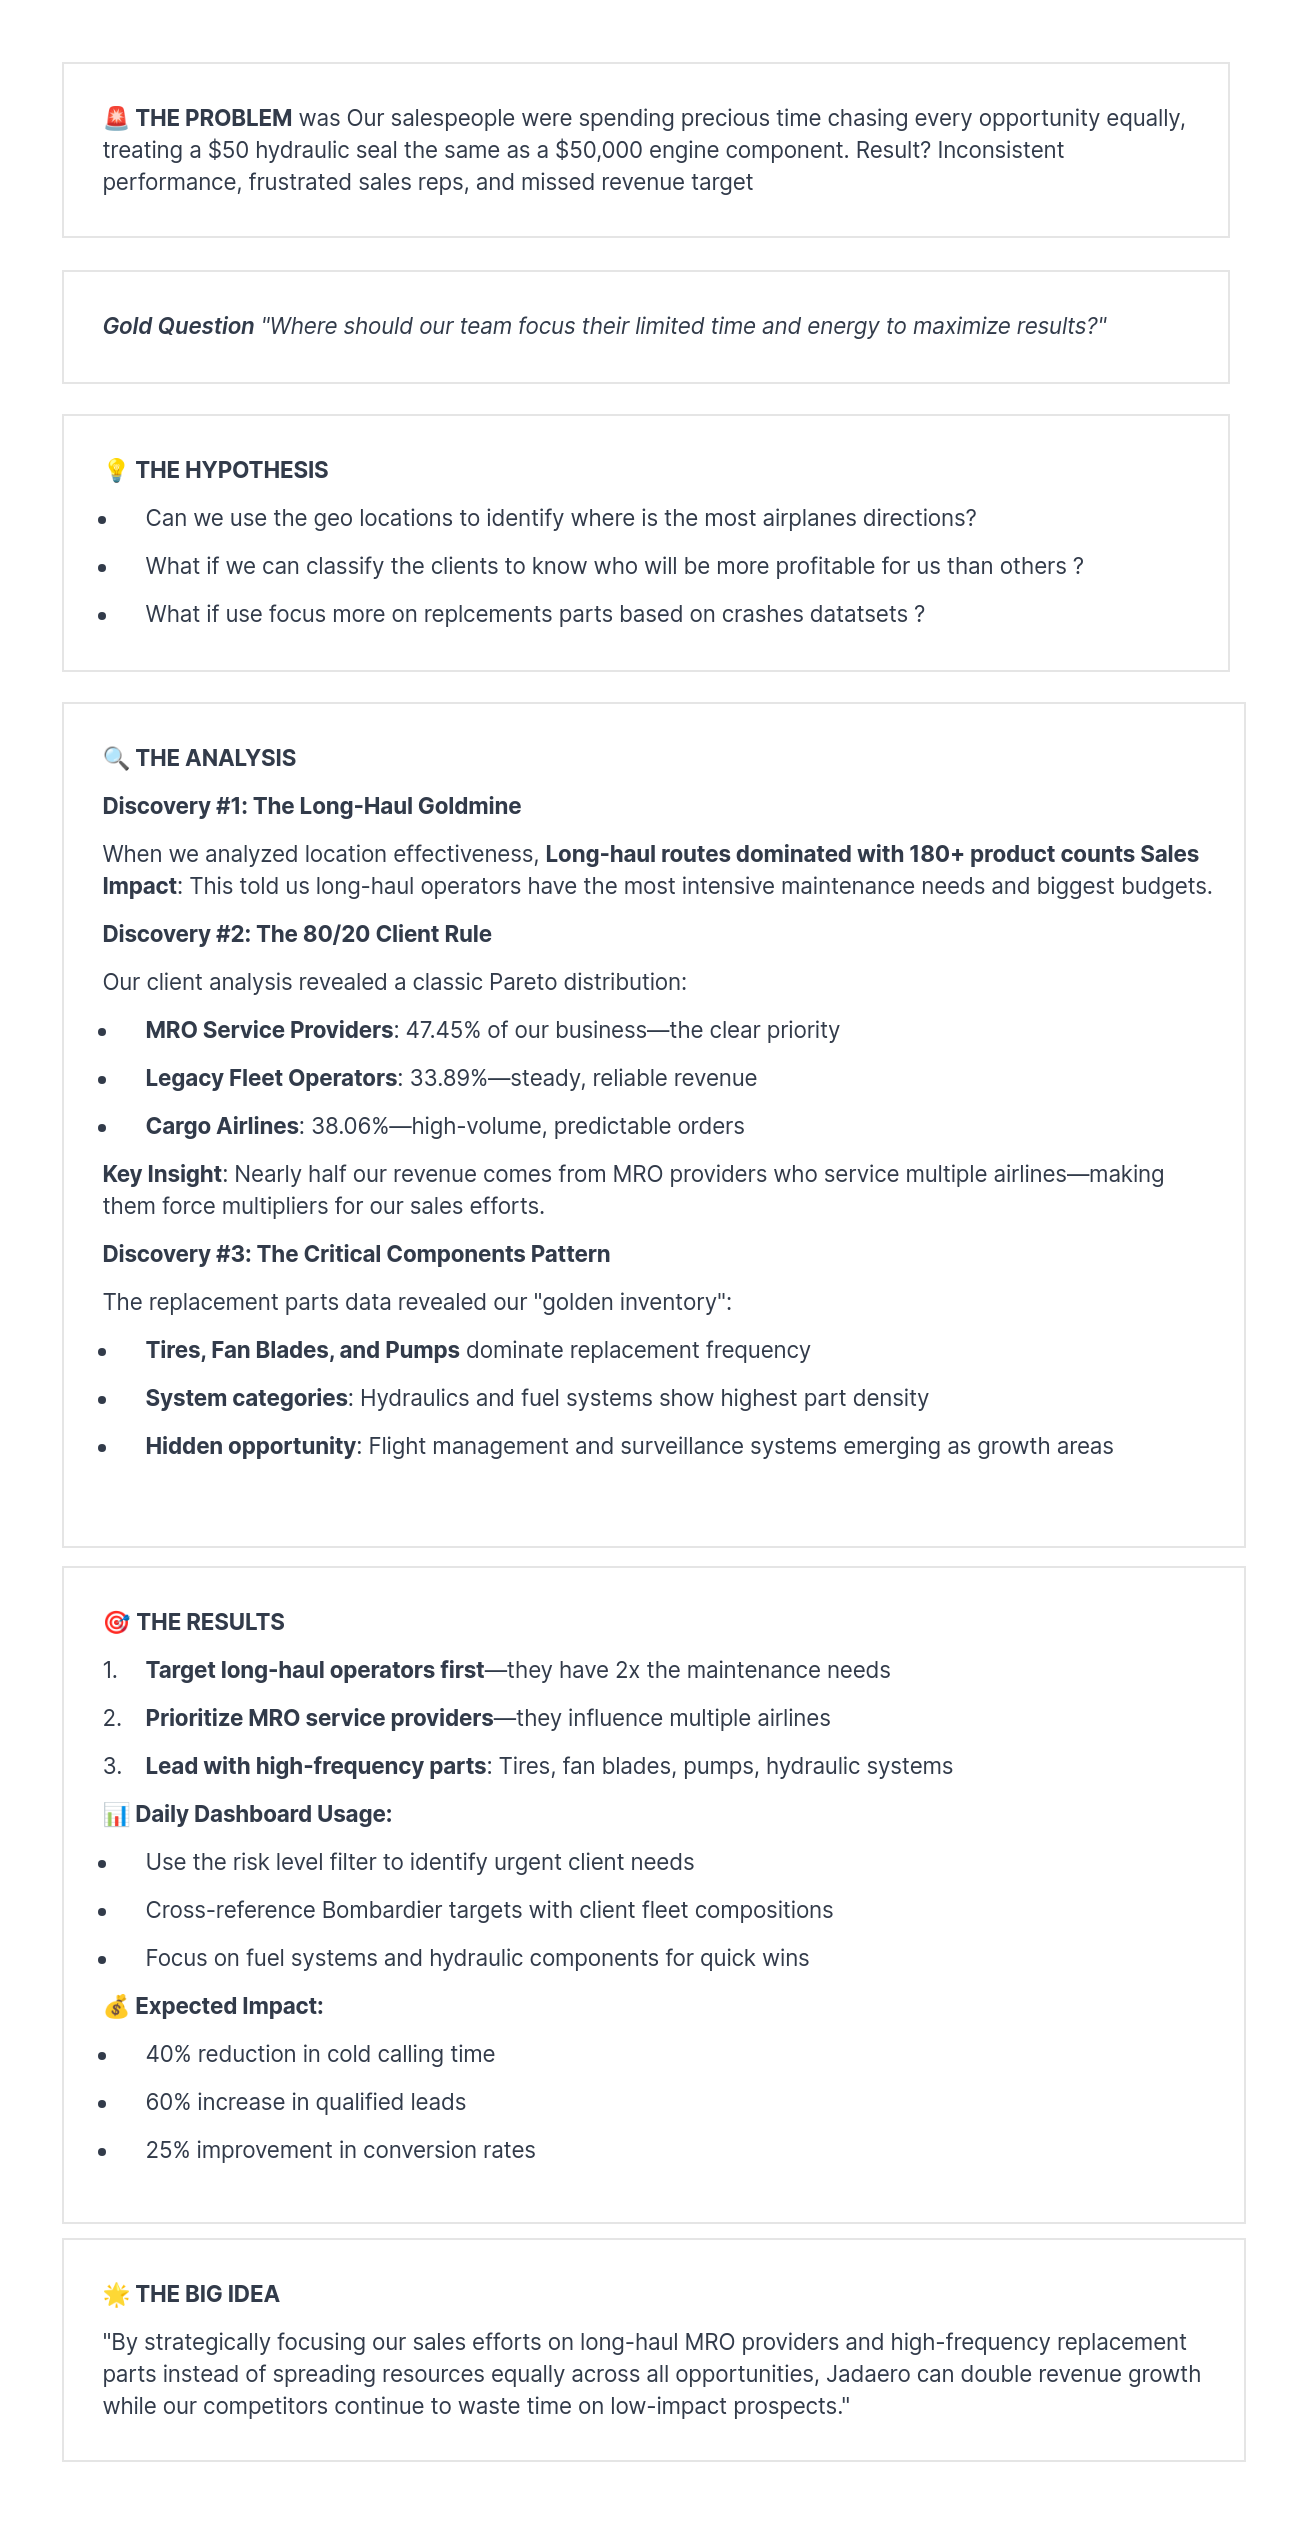 🚨 THE PROBLEM was Our salespeople were spending precious time chasing every opportunity equally,
treating a $50 hydraulic seal the same as a $50,000 engine component. Result? Inconsistent
performance, frustrated sales reps, and missed revenue target
Gold Question "Where should our team focus their limited time and energy to maximize results?"
💡 THE HYPOTHESIS
• Can we use the geo locations to identify where is the most airplanes directions?
• What if we can classify the clients to know who will be more profitable for us than others ?
• What if use focus more on replcements parts based on crashes datatsets ?
🔍 THE ANALYSIS
Discovery #1: The Long-Haul Goldmine
When we analyzed location effectiveness, Long-haul routes dominated with 180+ product counts Sales
Impact: This told us long-haul operators have the most intensive maintenance needs and biggest budgets.
Discovery #2: The 80/20 Client Rule
Our client analysis revealed a classic Pareto distribution:
• MRO Service Providers: 47.45% of our business—the clear priority
• Legacy Fleet Operators: 33.89%—steady, reliable revenue
• Cargo Airlines: 38.06%—high-volume, predictable orders
Key Insight: Nearly half our revenue comes from MRO providers who service multiple airlines—making
them force multipliers for our sales efforts.
Discovery #3: The Critical Components Pattern
The replacement parts data revealed our "golden inventory":
• Tires, Fan Blades, and Pumps dominate replacement frequency
• System categories: Hydraulics and fuel systems show highest part density
• Hidden opportunity: Flight management and surveillance systems emerging as growth areas
🎯 THE RESULTS
1. Target long-haul operators first—they have 2x the maintenance needs
2. Prioritize MRO service providers—they influence multiple airlines
3. Lead with high-frequency parts: Tires, fan blades, pumps, hydraulic systems
📊 Daily Dashboard Usage:
• Use the risk level filter to identify urgent client needs
• Cross-reference Bombardier targets with client fleet compositions
• Focus on fuel systems and hydraulic components for quick wins
💰 Expected Impact:
• 40% reduction in cold calling time
• 60% increase in qualified leads
• 25% improvement in conversion rates
🌟 THE BIG IDEA
"By strategically focusing our sales efforts on long-haul MRO providers and high-frequency replacement
parts instead of spreading resources equally across all opportunities, Jadaero can double revenue growth
while our competitors continue to waste time on low-impact prospects."